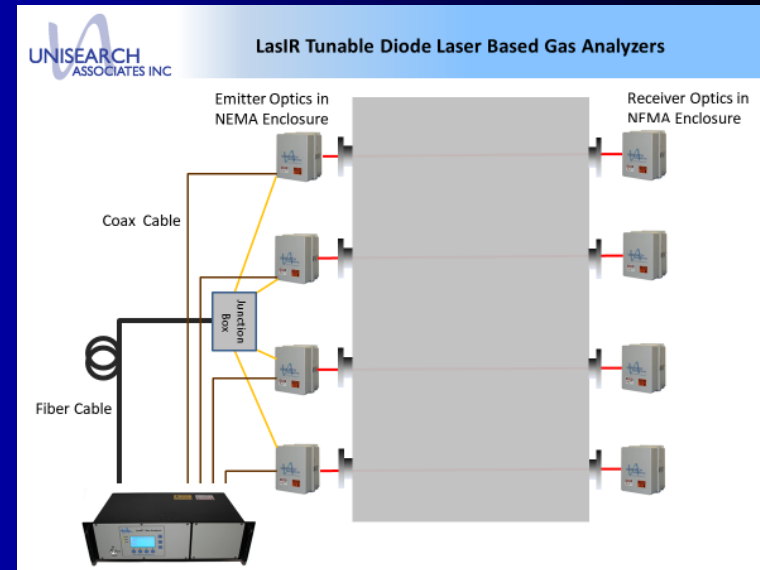 UNISEARCH
ASSOCIATES INC
LasIR Tunable Diode Laser Based Gas Analyzers
Emitter Optics in
NEMA Enclosure
Receiver Optics in
NEMA Enclosure
Coax Cable
Junction
Box
Fiber Cable